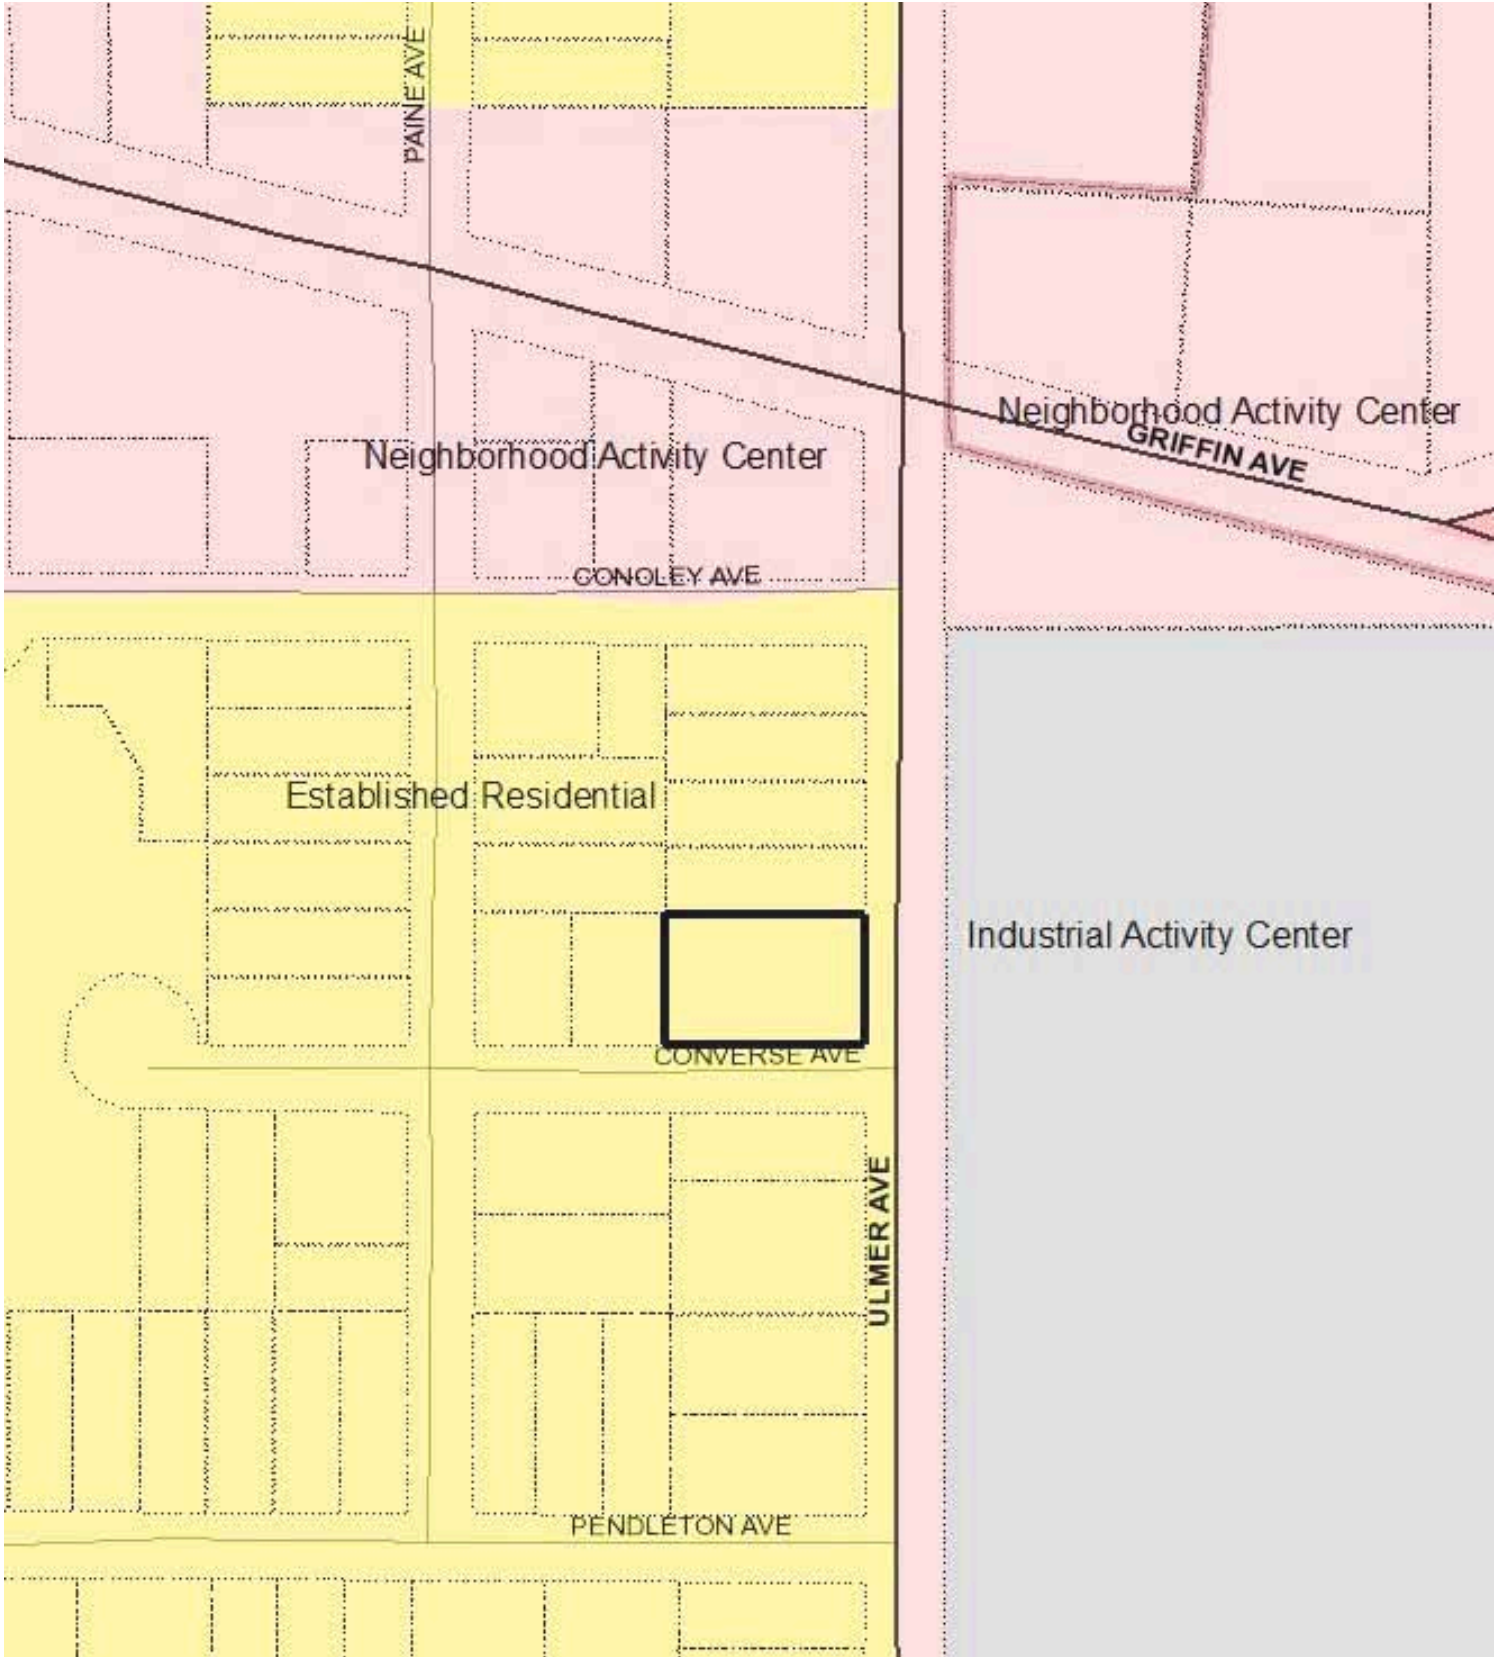 PAINE AVE
Neighborhood Activity Center
GRIFFIN AVE
Neighborhood Activity Center
CONOLEY AVE
Established Residential
Industrial Activity Center
CONVERSE AVE
ULMER AVE
PENDLETON AVE